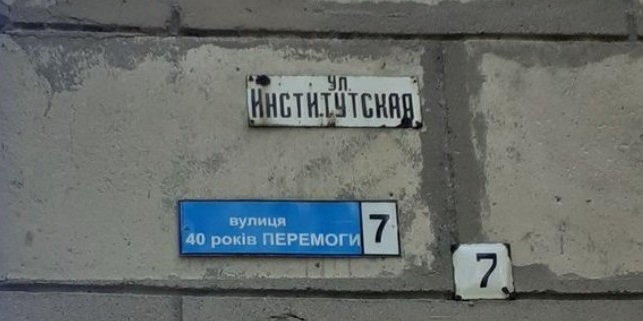 УЛ.
ИНСТИТУТСКАЯ
вулиця
40 років ПЕРЕМОГИ 7
7